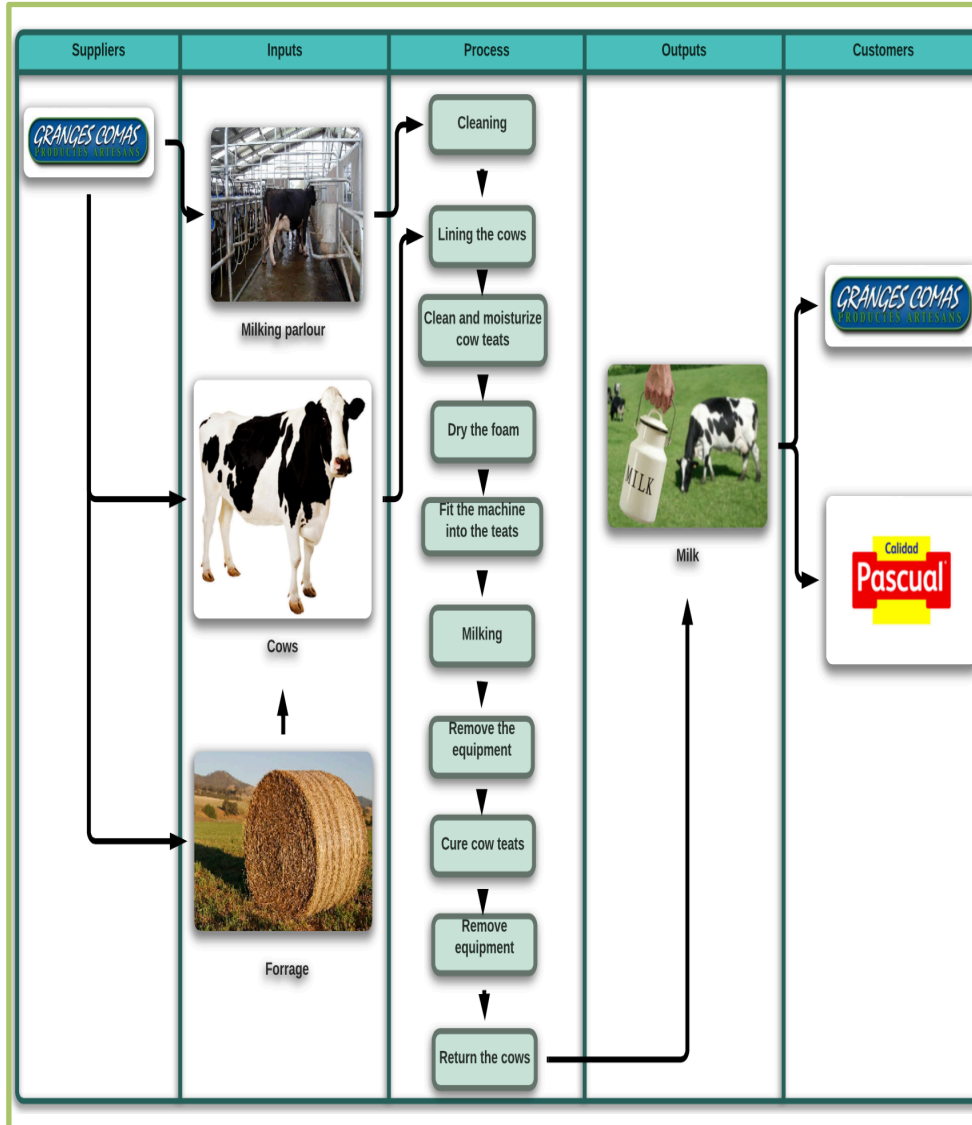 Suppliers
Inputs
Process
Outputs
Customers
GRANGES COMAS
PRODUCTES ARTESANS
Milking parlour
Cows
Forrage
Cleaning
Lining the cows
Clean and moisturize
cow teats
Dry the foam
Fit the machine
into the teats
Milking
Remove the
equipment
Cure cow teats
Remove
equipment
Return the cows
MILK
Milk
GRANGES COMAS
PRODUCTES ARTESANS
Calidad
Pascual